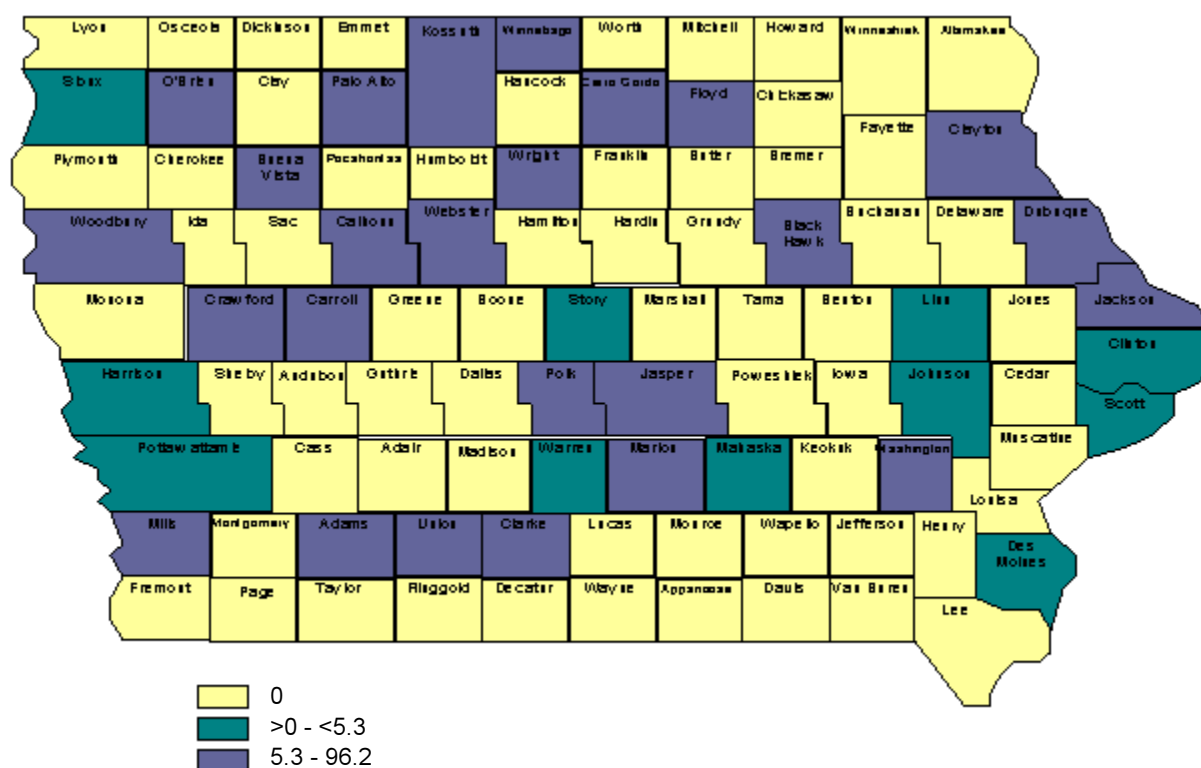 Lyon Osceola Dickinson Emmet Kossuth Winnebago Worth Mitchell Howard Winneshiek Allamakee
Sioux O'Brien Clay Palo Alto Hancock Cerro Gordo Floyd Chickasaw Fayette Clayton
Plymouth Cherokee Buena Vista Pocahontas Humboldt Wright Franklin Butler Bremer
Woodbury Ida Sac Calhoun Webster Hamilton Hardin Grundy Black Hawk Buchanan Delaware Dubuque
Monona Crawford Carroll Greene Boone Story Marshall Tama Benton Linn Jones Jackson
Clinton
Harrison Shelby Audubon Guthrie Dallas Polk Jasper Poweshiek Iowa Johnson Cedar
Scott
Pottawattamie Cass Adair Madison Warren Marion Mahaska Keokuk Washington Muscatine
Louisa
Mills Montgomery Adams Union Clarke Lucas Monroe Wapello Jefferson Henry
Des Moines
Fremont Page Taylor Ringgold Decatur Wayne Appanoose Davis Van Buren
Lee
0
>0 - <5.3
5.3 - 96.2